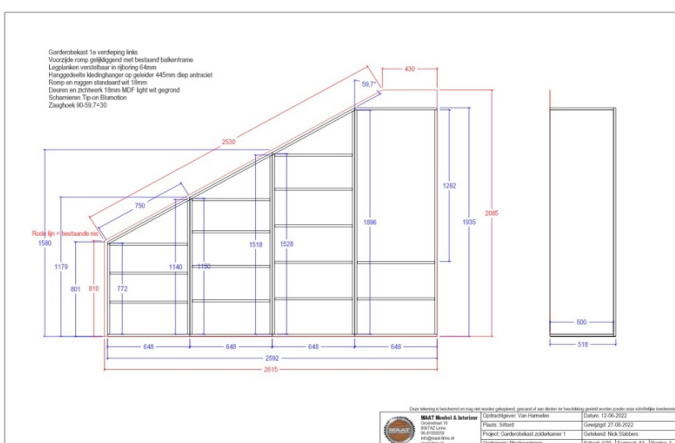 Garderobekast 1e verdieping links
Voorzijde romp gelijkliggend met bestaand balkenframe
Legplanken verstelbaar in rijboring 64mm
Hanggedeelte kledinghanger op geleider 445mm diep antraciet
Romp en ruggen standaard wit 18mm
Deuren en zichtwerk 18mm MDF light wit gegrond
Scharnieren Tip-on Blumotion
Zaaghoek 90-59,7=30
430
59,7°
2530
750
Rode lijn = bestaande nis
1580
1179
801
810
772
1140
1150
1518
1528
1896
1282
1935
2085
648
648
648
648
2592
2615
500
518
MAAT Meubel & Interieur
Opdrachtgever: Van Harmelen
Datum: 12-06-2022
Plaats: Sittard
Gewijzigd: 27-08-2022
Project: Garderobekast zolderkamer 1
Getekend: Nick Slabbers
MAAT